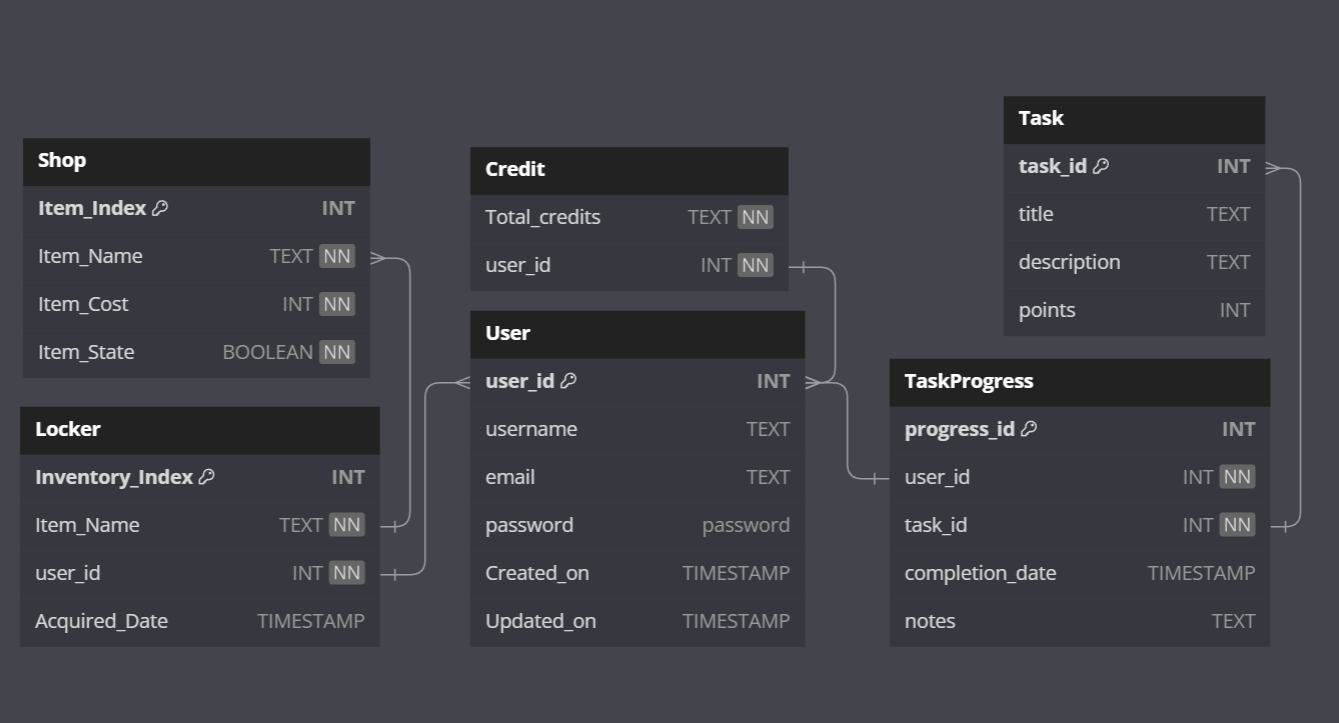 Shop
Item_Index INT
Item_Name TEXT NN
Item_Cost INT NN
Item_State BOOLEAN NN
Locker
Inventory_Index INT
Item_Name TEXT NN
user_id INT NN
Acquired_Date TIMESTAMP
Credit
Total_credits TEXT NN
user_id INT NN
User
user_id INT
username TEXT
email TEXT
password password
Created_on TIMESTAMP
Updated_on TIMESTAMP
Task
task_id INT
title TEXT
description TEXT
points INT
TaskProgress
progress_id INT
user_id INT NN
task_id INT NN
completion_date TIMESTAMP
notes TEXT